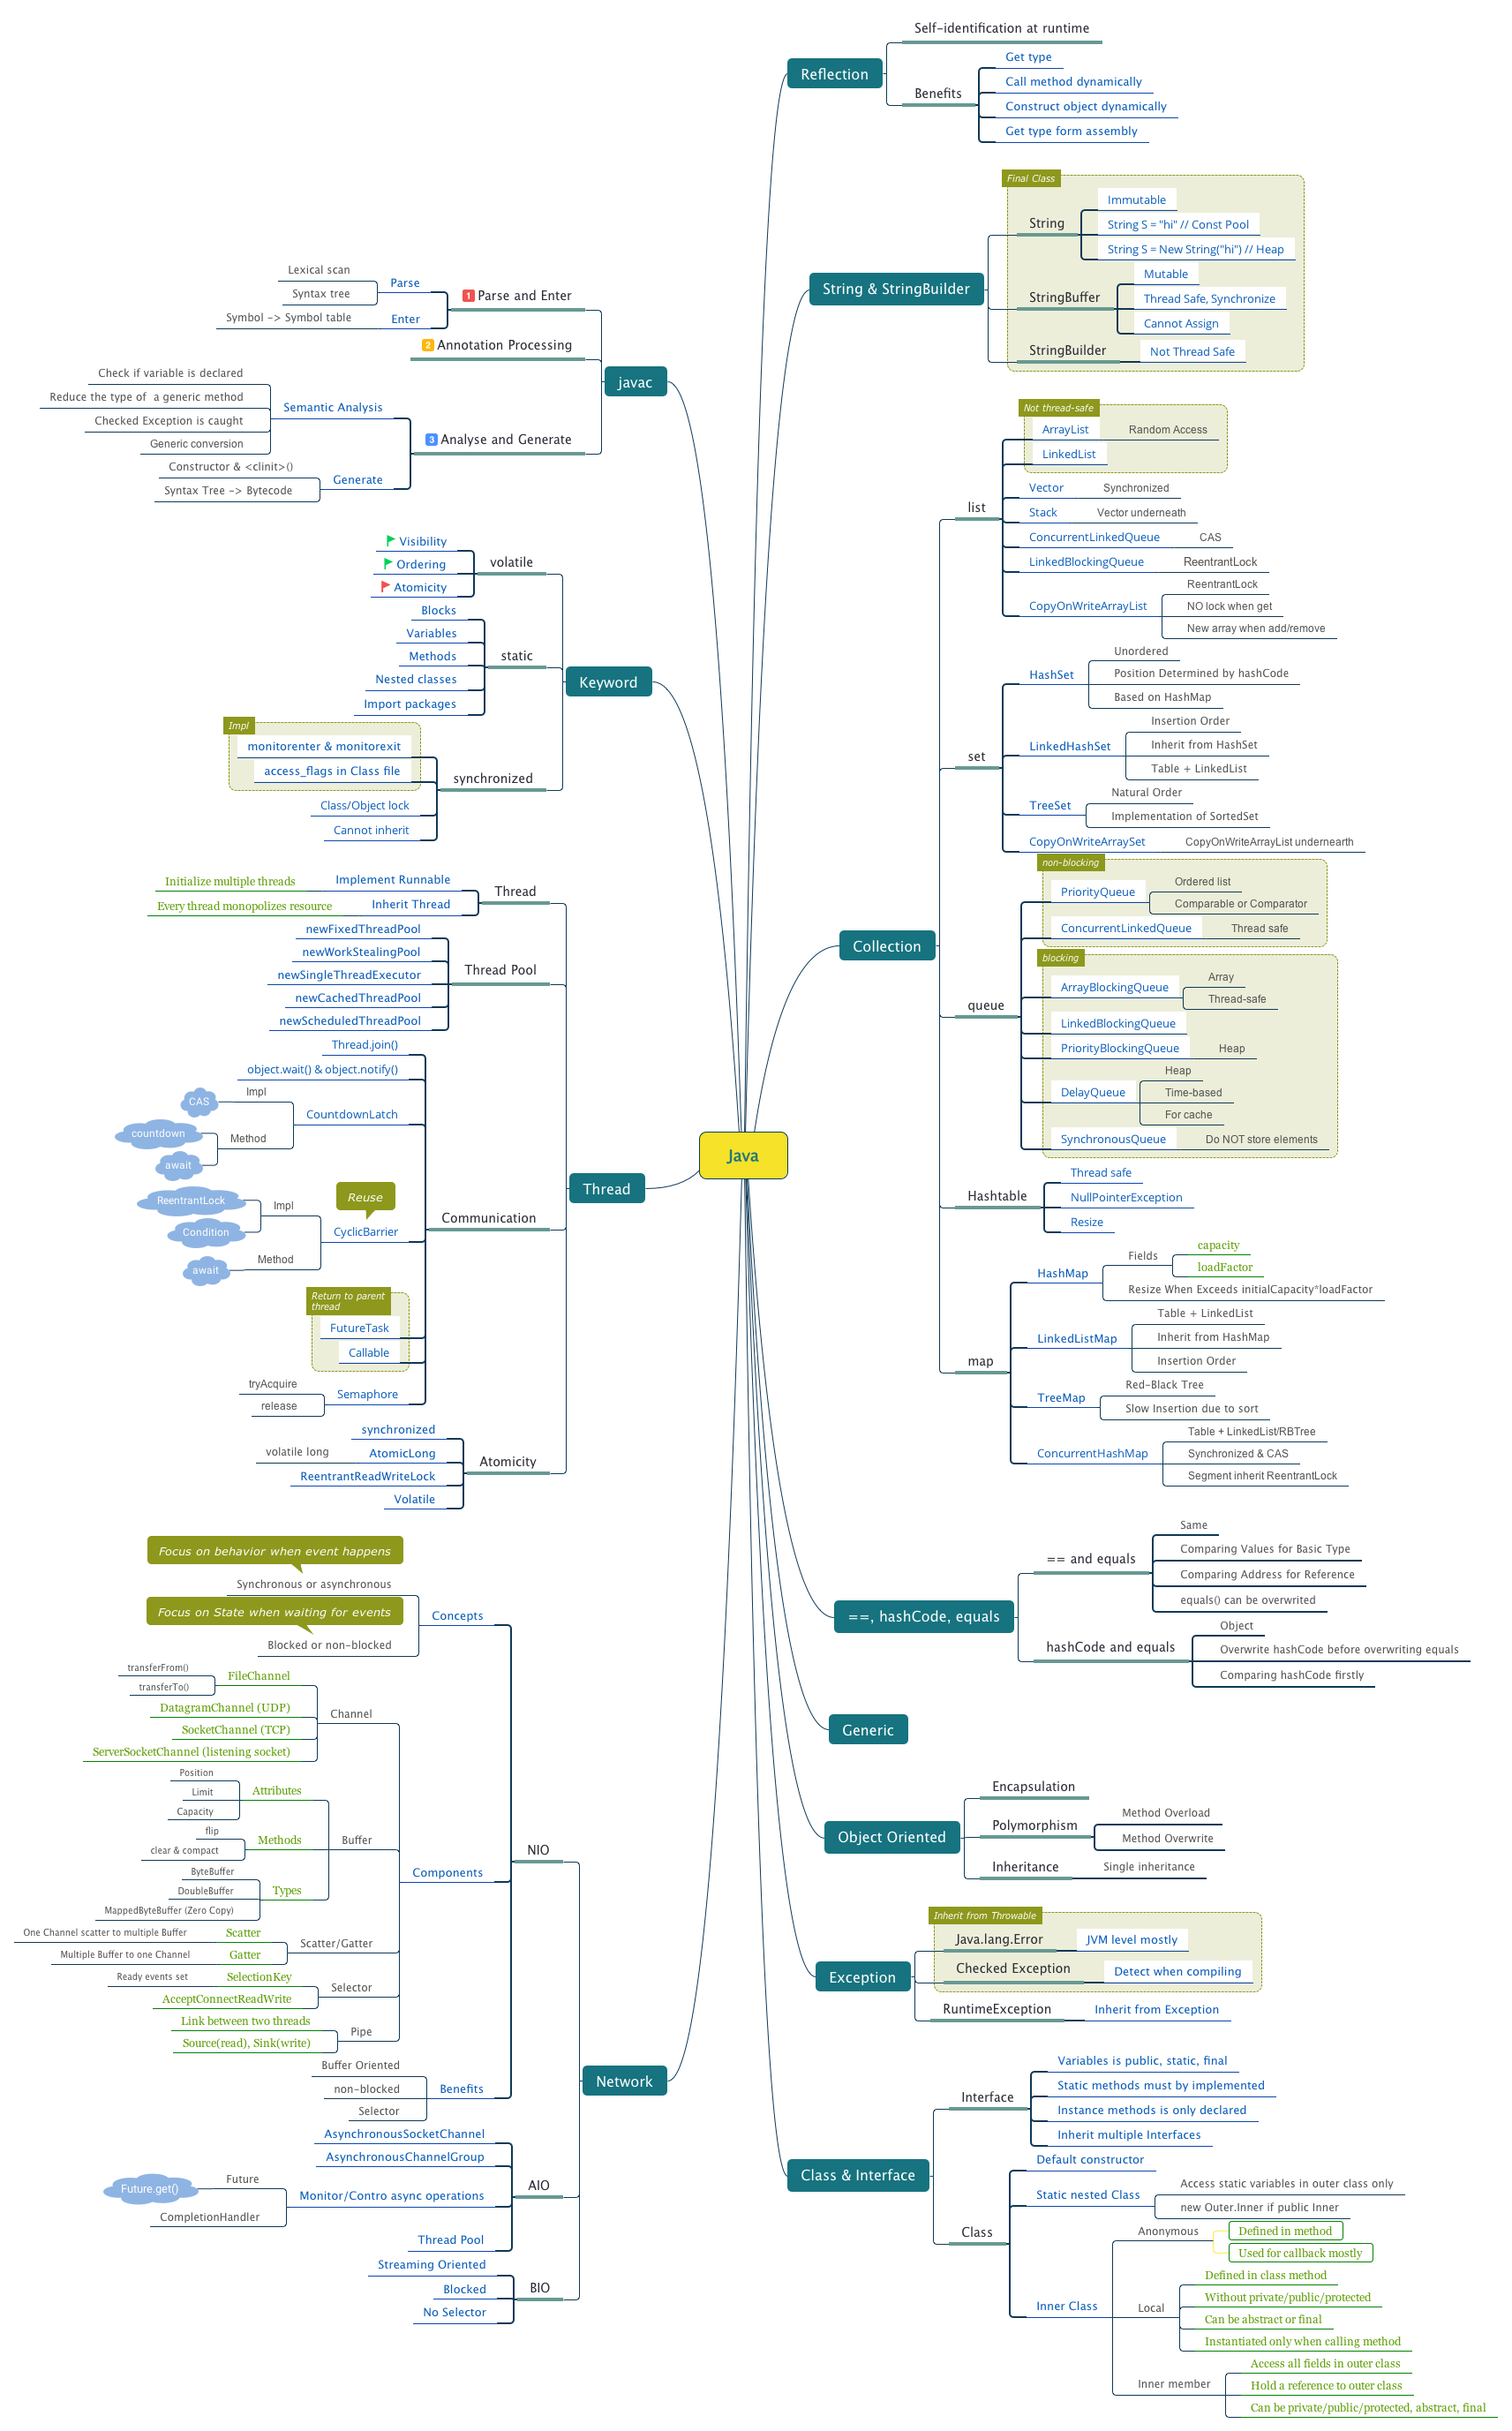 Java
Reflection
Self-identification at runtime
Benefits
Get type
Call method dynamically
Construct object dynamically
Get type form assembly
String & StringBuilder
Final Class
String
Immutable
String S = "hi" // Const Pool
String S = New String("hi") // Heap
StringBuffer
Mutable
Thread Safe, Synchronize
Cannot Assign
StringBuilder
Not Thread Safe
Collection
list
Not thread-safe
ArrayList
Random Access
LinkedList
Vector
Synchronized
Stack
Vector underneath
ConcurrentLinkedQueue
CAS
LinkedBlockingQueue
ReentrantLock
CopyOnWriteArrayList
ReentrantLock
NO lock when get
New array when add/remove
set
HashSet
Unordered
Position Determined by hashCode
Based on HashMap
LinkedHashSet
Insertion Order
Inherit from HashSet
Table + LinkedList
TreeSet
Natural Order
Implementation of SortedSet
CopyOnWriteArraySet
CopyOnWriteArrayList undernearth
queue
non-blocking
PriorityQueue
Ordered list
Comparable or Comparator
ConcurrentLinkedQueue
Thread safe
blocking
ArrayBlockingQueue
Array
Thread-safe
LinkedBlockingQueue
PriorityBlockingQueue
Heap
DelayQueue
Heap
Time-based
For cache
SynchronousQueue
Do NOT store elements
Hashtable
Thread safe
NullPointerException
Resize
map
HashMap
Fields
capacity
loadFactor
Resize When Exceeds initialCapacity*loadFactor
LinkedListMap
Table + LinkedList
Inherit from HashMap
Insertion Order
TreeMap
Red-Black Tree
Slow Insertion due to sort
ConcurrentHashMap
Table + LinkedList/RBTree
Synchronized & CAS
Segment inherit ReentrantLock
==, hashCode, equals
== and equals
Same
Comparing Values for Basic Type
Comparing Address for Reference
equals() can be overwrited
hashCode and equals
Object
Overwrite hashCode before overwriting equals
Comparing hashCode firstly
Generic
Object Oriented
Encapsulation
Polymorphism
Method Overload
Method Overwrite
Inheritance
Single inheritance
Exception
Inherit from Throwable
Java.lang.Error
JVM level mostly
Checked Exception
Detect when compiling
RuntimeException
Inherit from Exception
Class & Interface
Interface
Variables is public, static, final
Static methods must by implemented
Instance methods is only declared
Inherit multiple Interfaces
Class
Default constructor
Static nested Class
Access static variables in outer class only
new Outer.Inner if public Inner
Inner Class
Anonymous
Defined in method
Used for callback mostly
Local
Defined in class method
Without private/public/protected
Can be abstract or final
Instantiated only when calling method
Inner member
Access all fields in outer class
Hold a reference to outer class
Can be private/public/protected, abstract, final
javac
1 Parse and Enter
Parse
Lexical scan
Syntax tree
Enter
Symbol -> Symbol table
2 Annotation Processing
3 Analyse and Generate
Semantic Analysis
Check if variable is declared
Reduce the type of a generic method
Checked Exception is caught
Generic conversion
Generate
Constructor & <clinit>()
Syntax Tree -> Bytecode
Keyword
volatile
Visibility
Ordering
Atomicity
static
Blocks
Variables
Methods
Nested classes
Import packages
synchronized
Impl
monitorenter & monitorexit
access_flags in Class file
Class/Object lock
Cannot inherit
Thread
Thread
Implement Runnable
Initialize multiple threads
Inherit Thread
Every thread monopolizes resource
Thread Pool
newFixedThreadPool
newWorkStealingPool
newSingleThreadExecutor
newCachedThreadPool
newScheduledThreadPool
Communication
Thread.join()
object.wait() & object.notify()
CountdownLatch
Impl
CAS
Method
countdown
await
Reuse
CyclicBarrier
Impl
ReentrantLock
Condition
Method
await
Return to parent
thread
FutureTask
Callable
Semaphore
tryAcquire
release
Atomicity
synchronized
AtomicLong
volatile long
ReentrantReadWriteLock
Volatile
Network
NIO
Concepts
Focus on behavior when event happens
Synchronous or asynchronous
Focus on State when waiting for events
Blocked or non-blocked
Components
Channel
FileChannel
transferFrom()
transferTo()
DatagramChannel (UDP)
SocketChannel (TCP)
ServerSocketChannel (listening socket)
Buffer
Attributes
Position
Limit
Capacity
Methods
flip
clear & compact
Types
ByteBuffer
DoubleBuffer
MappedByteBuffer (Zero Copy)
Scatter/Gatter
Scatter
One Channel scatter to multiple Buffer
Gatter
Multiple Buffer to one Channel
Selector
SelectionKey
Ready events set
AcceptConnectReadWrite
Pipe
Link between two threads
Source(read), Sink(write)
Benefits
Buffer Oriented
non-blocked
Selector
AIO
AsynchronousSocketChannel
AsynchronousChannelGroup
Monitor/Contro async operations
Future
Future.get()
CompletionHandler
Thread Pool
BIO
Streaming Oriented
Blocked
No Selector